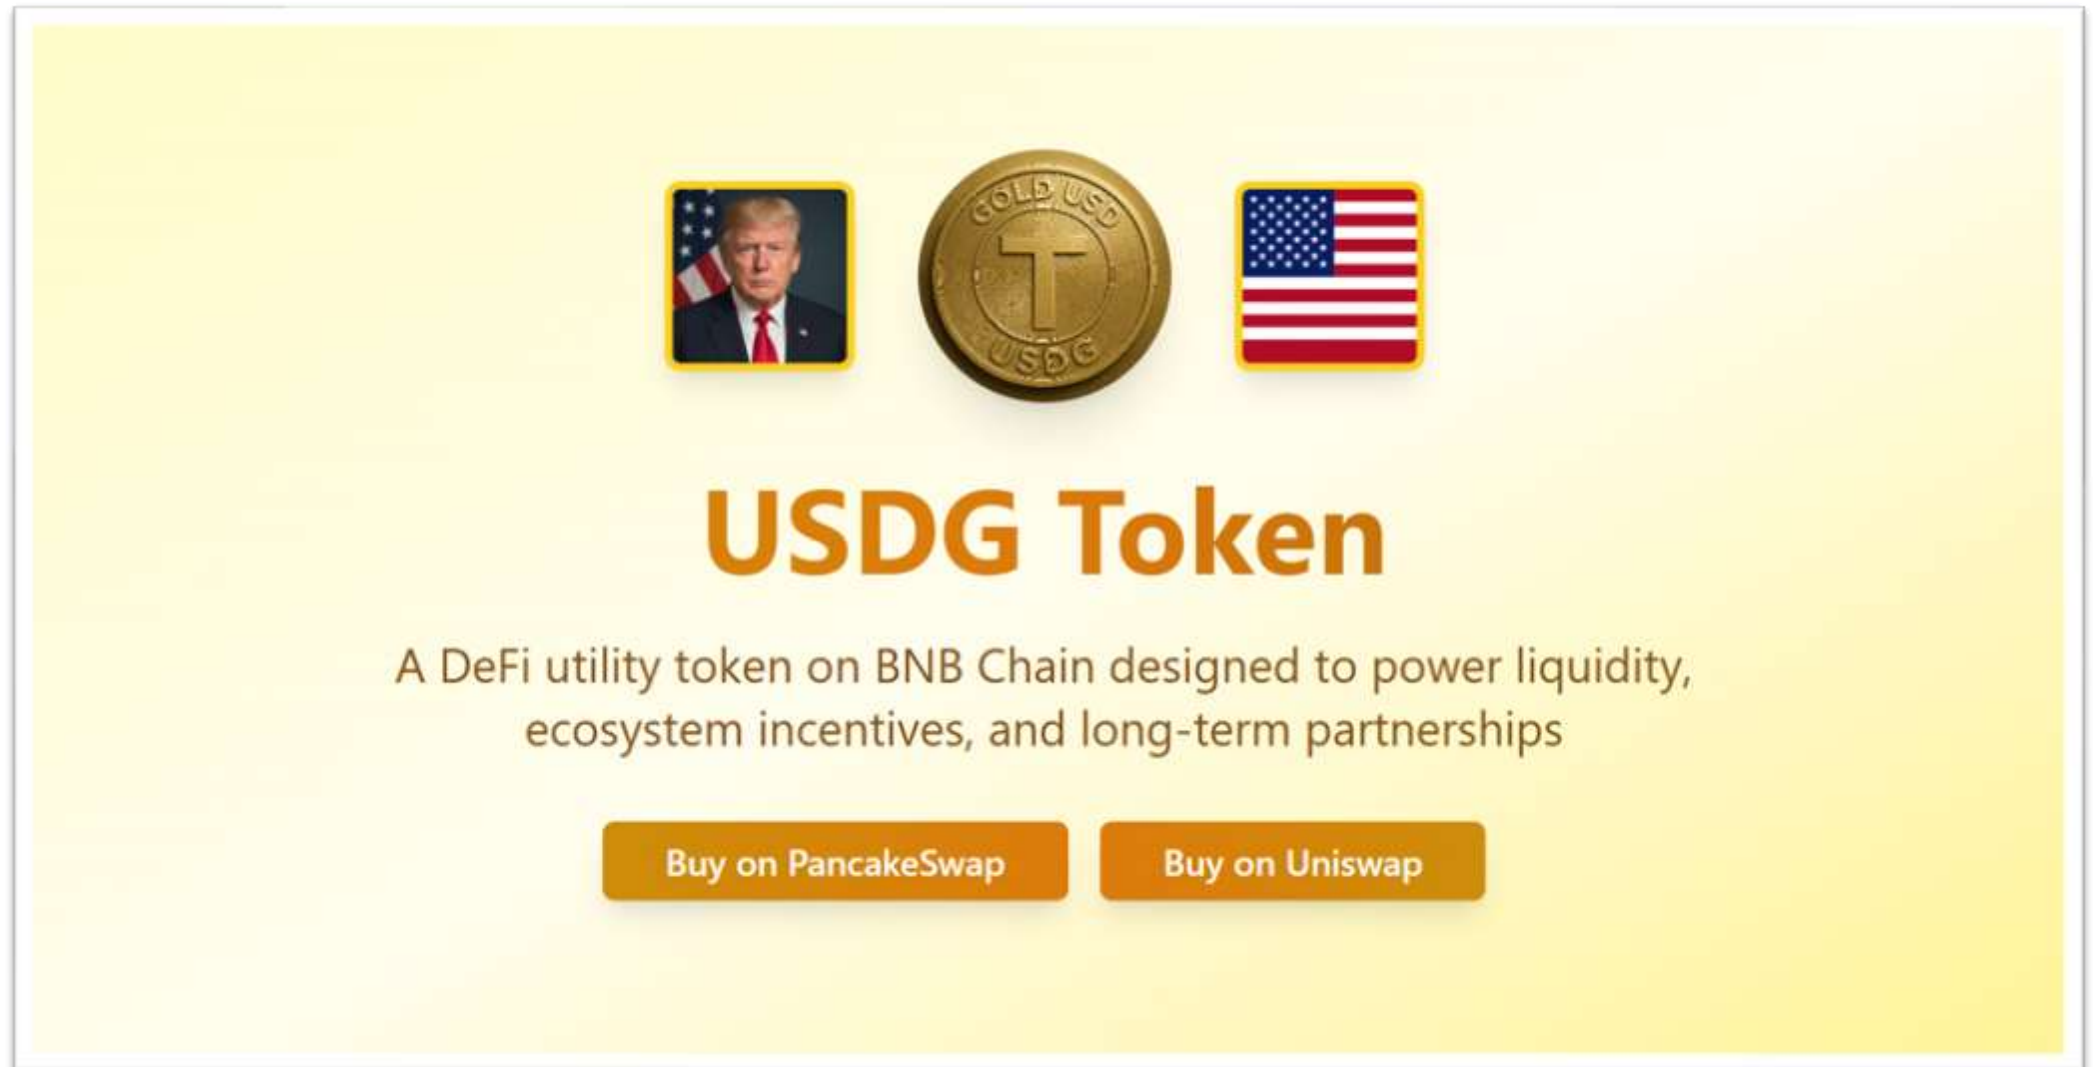 GOLD USD
T
USDG
USDG Token
A DeFi utility token on BNB Chain designed to power liquidity,
ecosystem incentives, and long-term partnerships
Buy on PancakeSwap
Buy on Uniswap